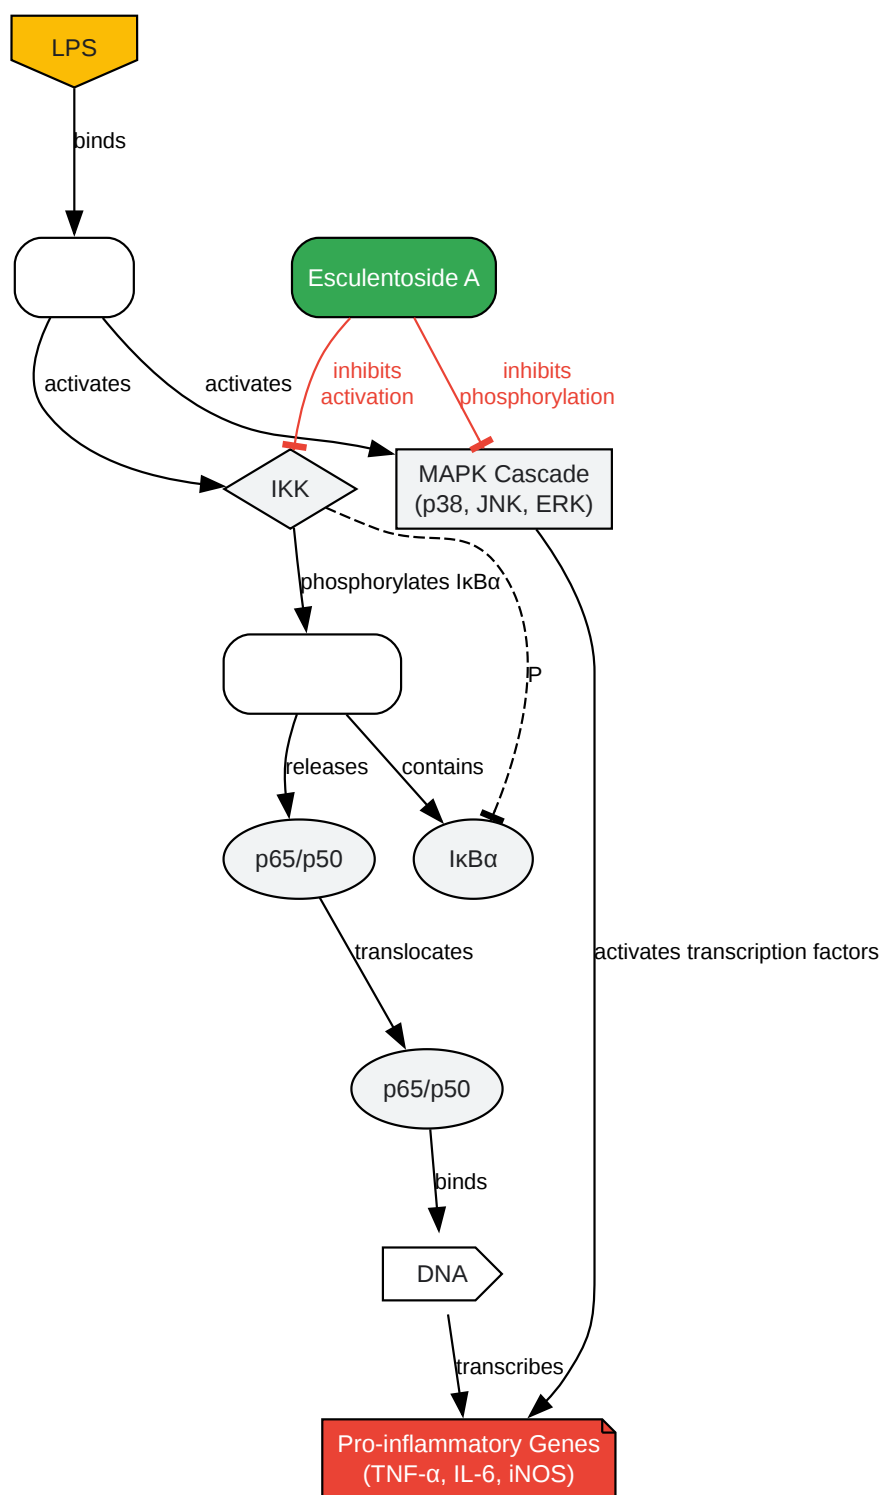 LPS
binds
Esculentoside A
activates
activates
inhibits
activation
inhibits
phosphorylation
IKK
MAPK Cascade
(p38, JNK, ERK)
phosphorylates IκBα
P
releases
contains
p65/p50
IκBα
translocates
activates transcription factors
p65/p50
binds
DNA
transcribes
Pro-inflammatory Genes
(TNF-α, IL-6, iNOS)